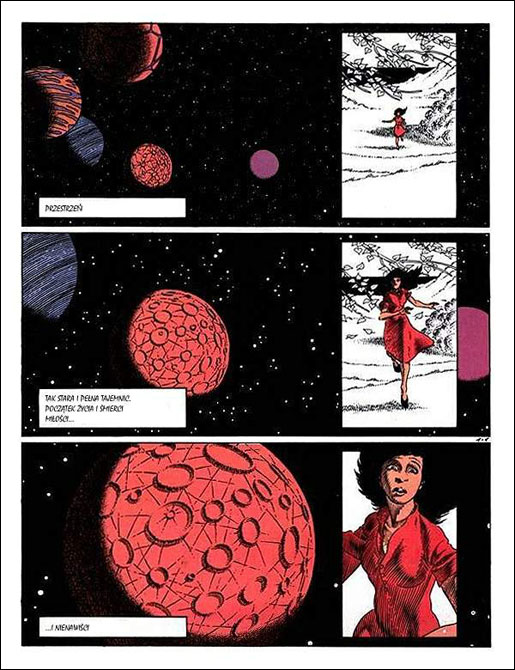 PRZESTRZEŃ
TAK STARA I PEŁNA TAJEMNIC.
POCZĄTEK ŻYCIA I ŚMIERCI
MIŁOŚCI...
...I NIENAWIŚCI